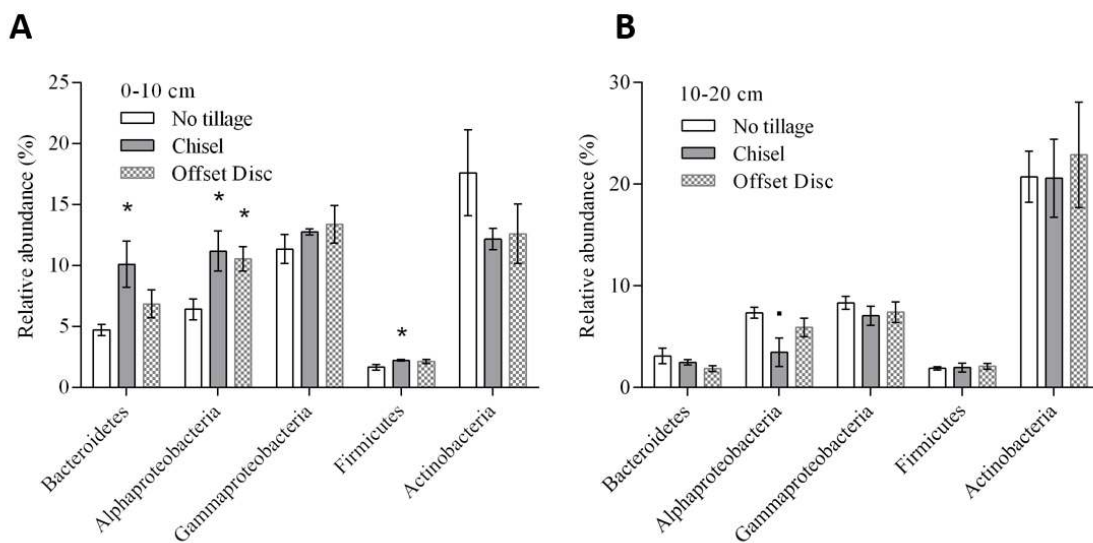 A
Relative abundance (%)
25
20
15
10
5
0
0-10 cm
No tillage
Chisel
Offset Disc
*
*
*
*
Bacteroidetes
Alphaproteobacteria
Gammaproteobacteria
Firmicutes
Actinobacteria
B
Relative abundance (%)
30
20
10
0
10-20 cm
No tillage
Chisel
Offset Disc
Bacteroidetes
Alphaproteobacteria
Gammaproteobacteria
Firmicutes
Actinobacteria